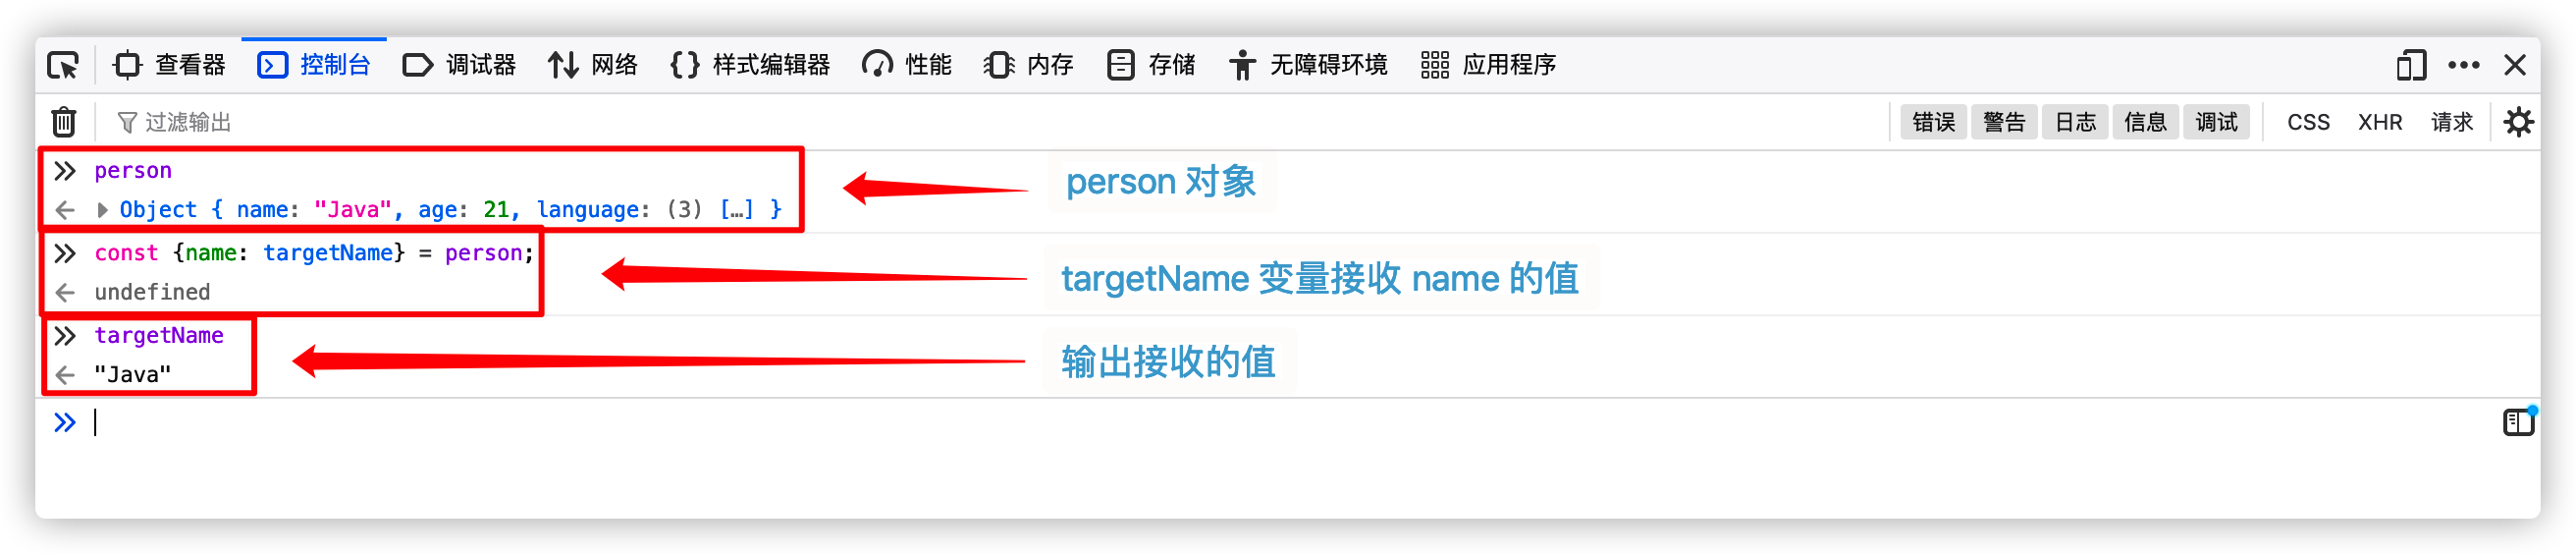 查看器 控制台 调试器 网络 样式编辑器 性能 内存 存储 无障碍环境 应用程序
过滤输出 错误 警告 日志 信息 调试 CSS XHR 请求
person
Object { name: "Java", age: 21, language: (3) […] }
person 对象
const {name: targetName} = person;
undefined
targetName 变量接收 name 的值
targetName
"Java"
输出接收的值